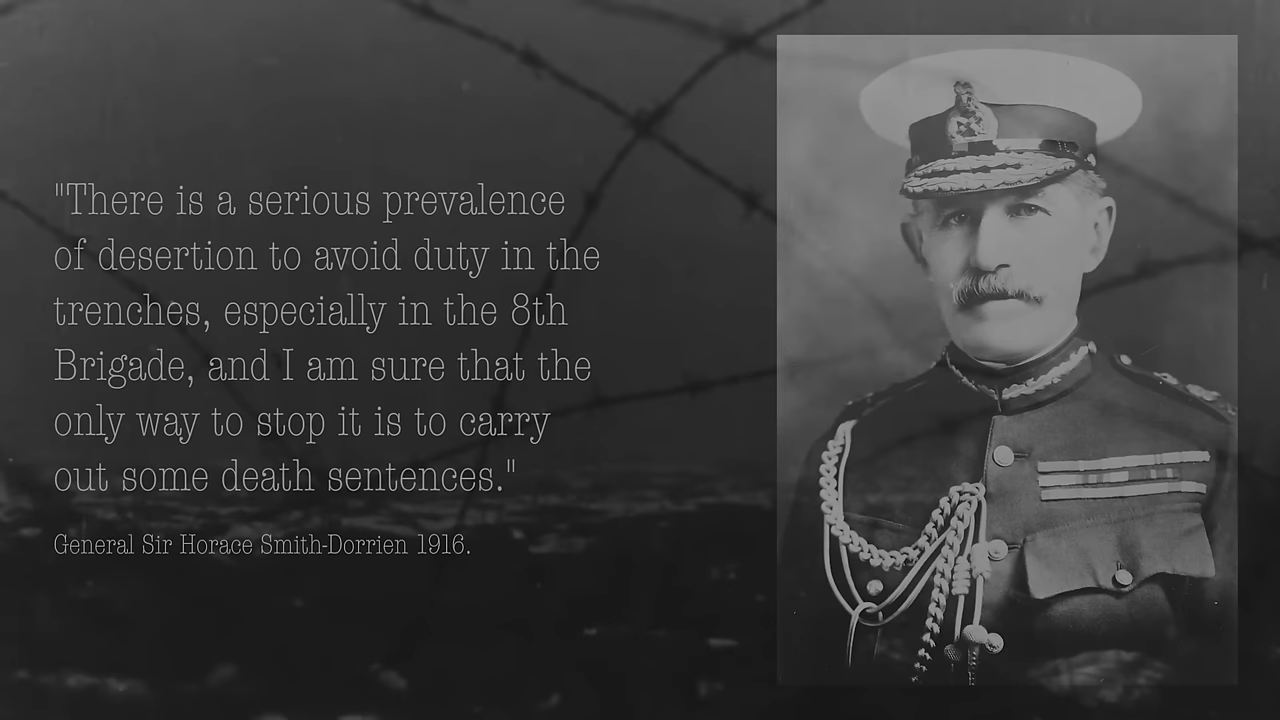 "There is a serious prevalence
of desertion to avoid duty in the
trenches, especially in the 8th
Brigade, and I am sure that the
only way to stop it is to carry
out some death sentences."
General Sir Horace Smith-Dorrien 1916.